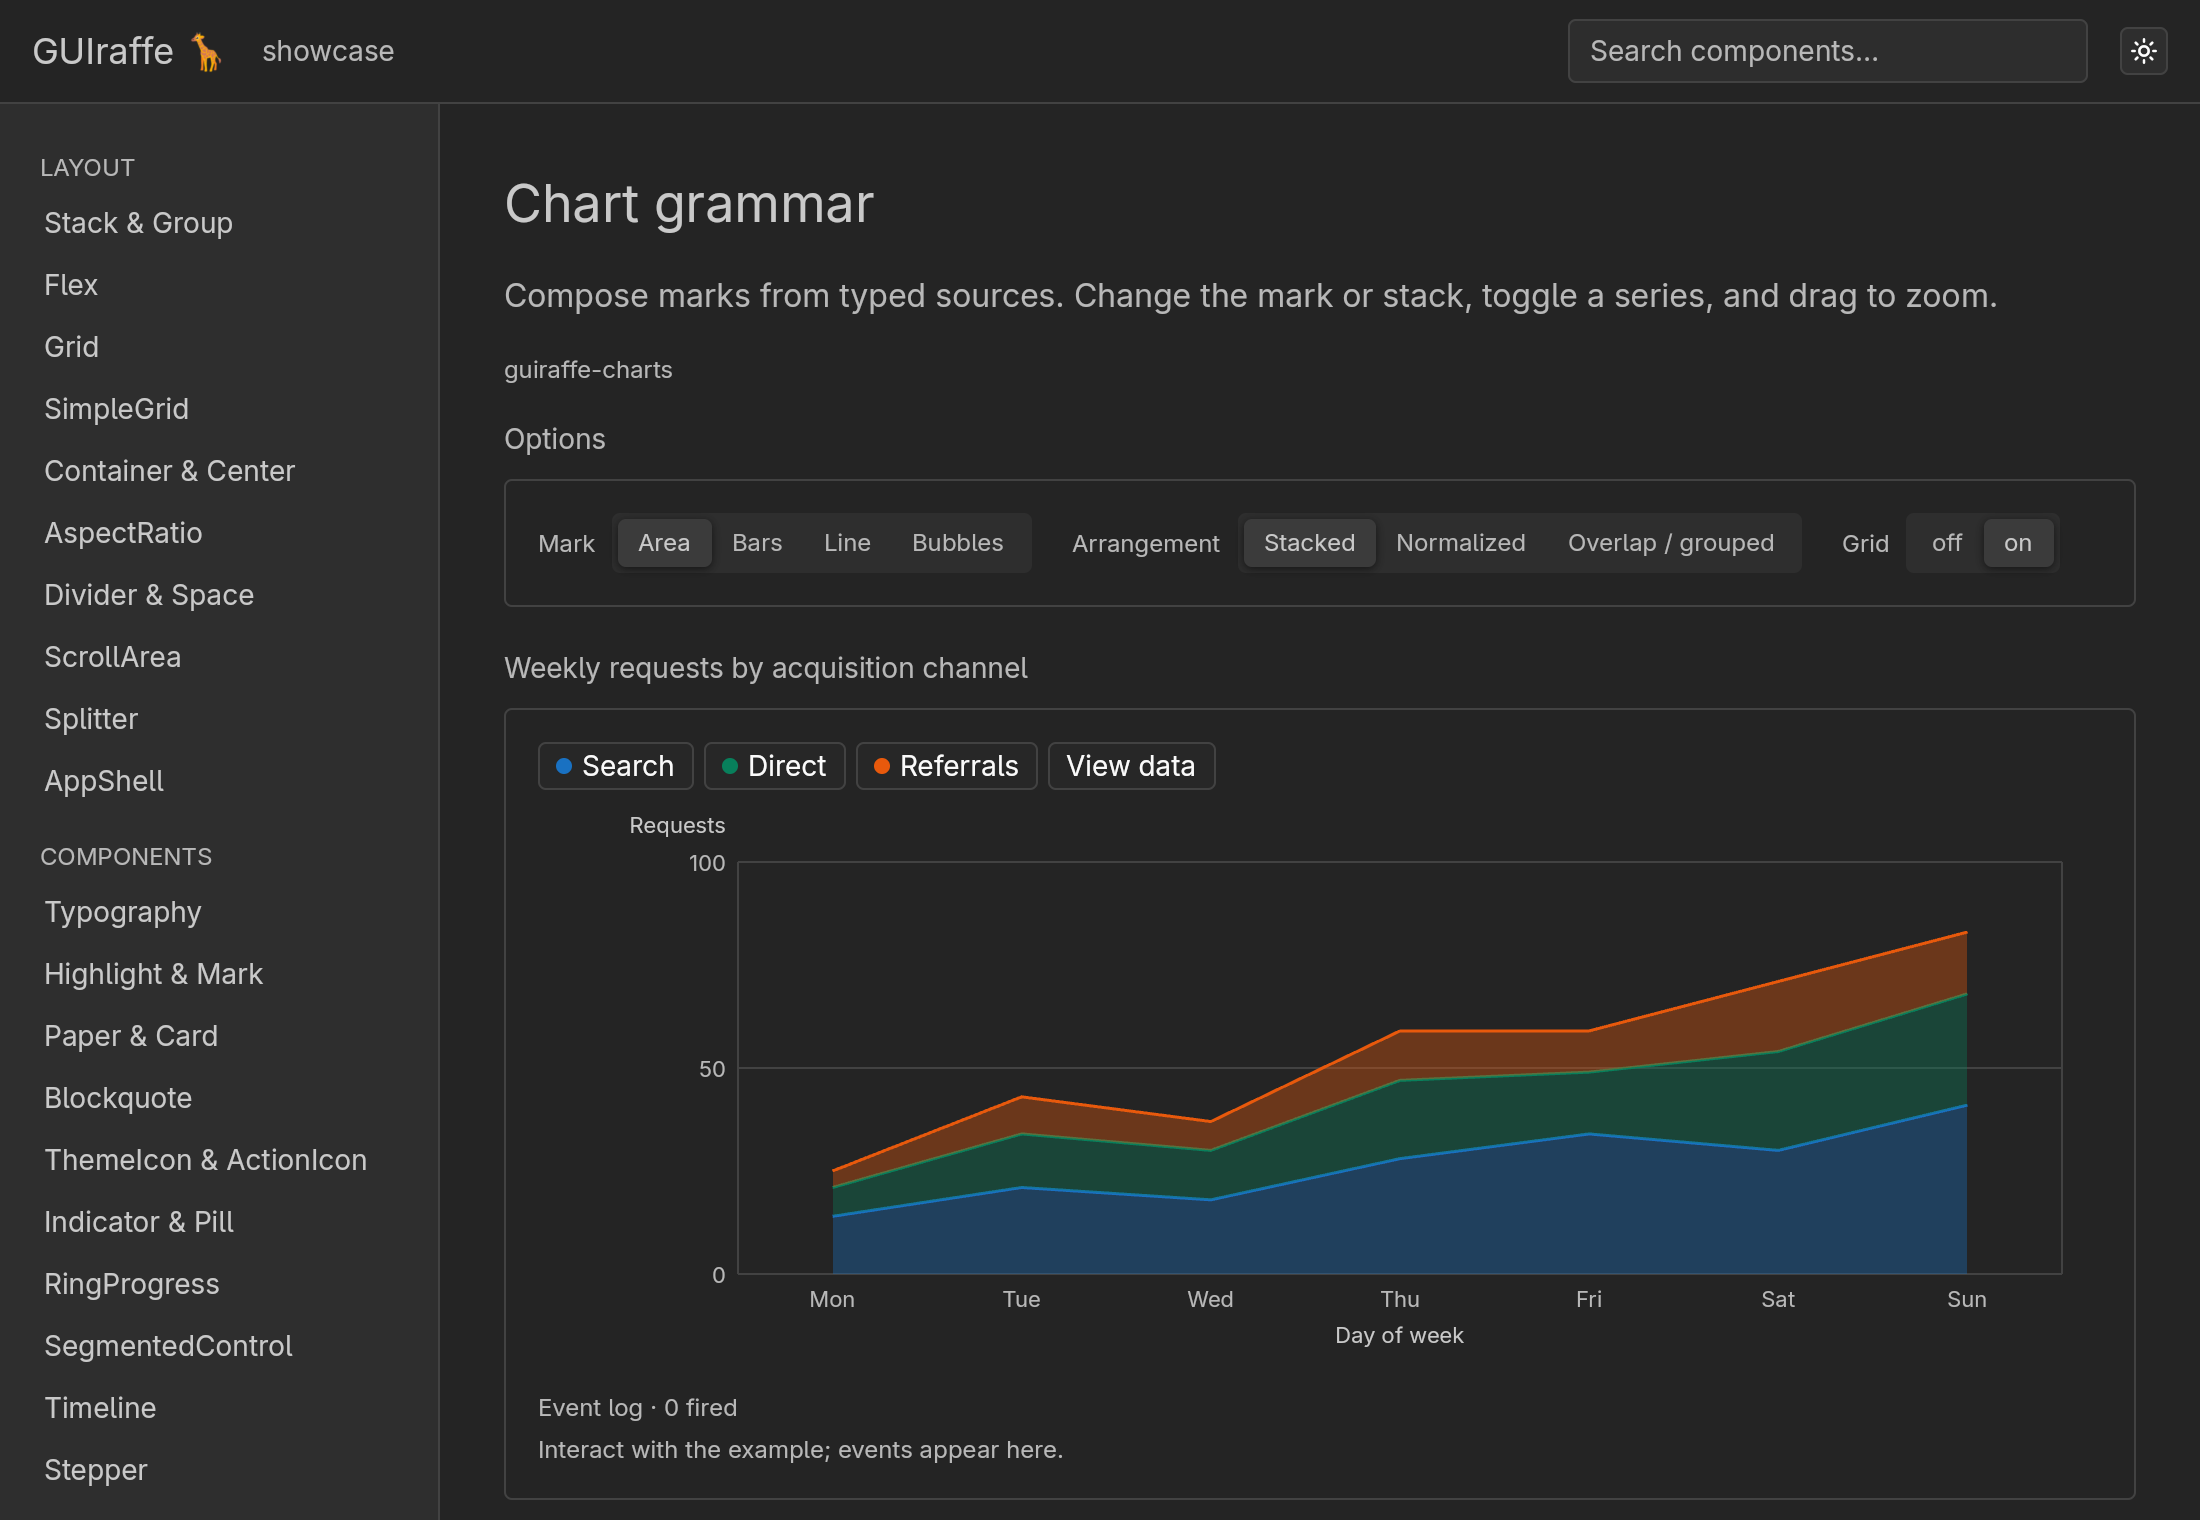 GUIraffe 🦒 showcase
Search components...
LAYOUT
Stack & Group
Flex
Grid
SimpleGrid
Container & Center
AspectRatio
Divider & Space
ScrollArea
Splitter
AppShell
COMPONENTS
Typography
Highlight & Mark
Paper & Card
Blockquote
ThemeIcon & ActionIcon
Indicator & Pill
RingProgress
SegmentedControl
Timeline
Stepper
Chart grammar
Compose marks from typed sources. Change the mark or stack, toggle a series, and drag to zoom.
guiraffe-charts
Options
Mark Area Bars Line Bubbles Arrangement Stacked Normalized Overlap / grouped Grid off on
Weekly requests by acquisition channel
Search Direct Referrals View data
Requests
100
50
0
Mon Tue Wed Thu Fri Sat Sun
Day of week
Event log · 0 fired
Interact with the example; events appear here.